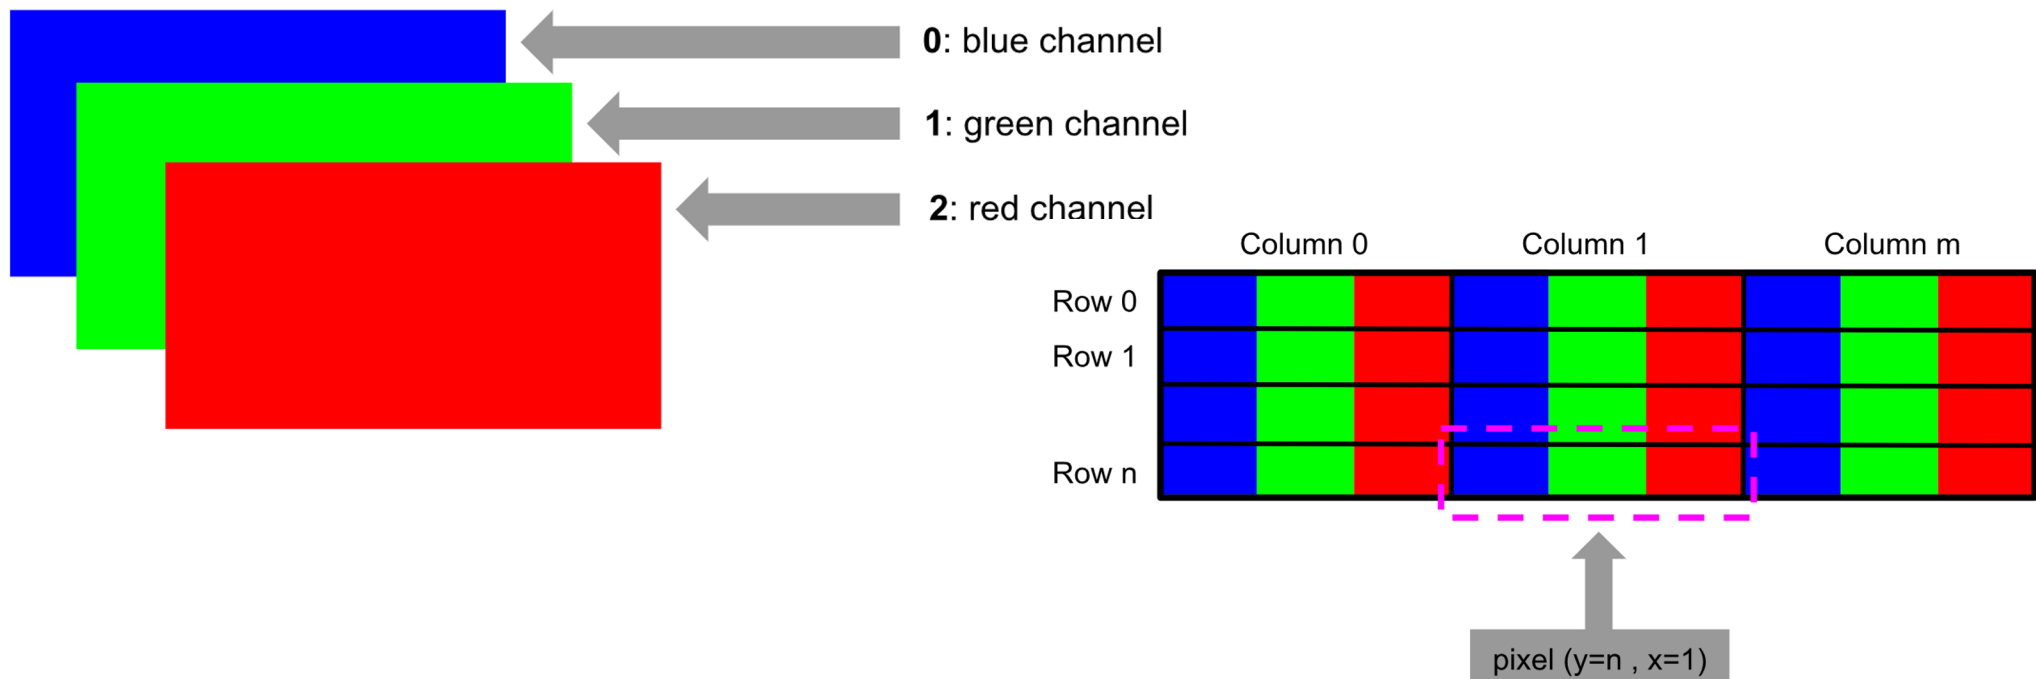 0: blue channel
1: green channel
2: red channel
Column 0 Column 1 Column m
Row 0
Row 1
Row n
pixel (y=n , x=1)